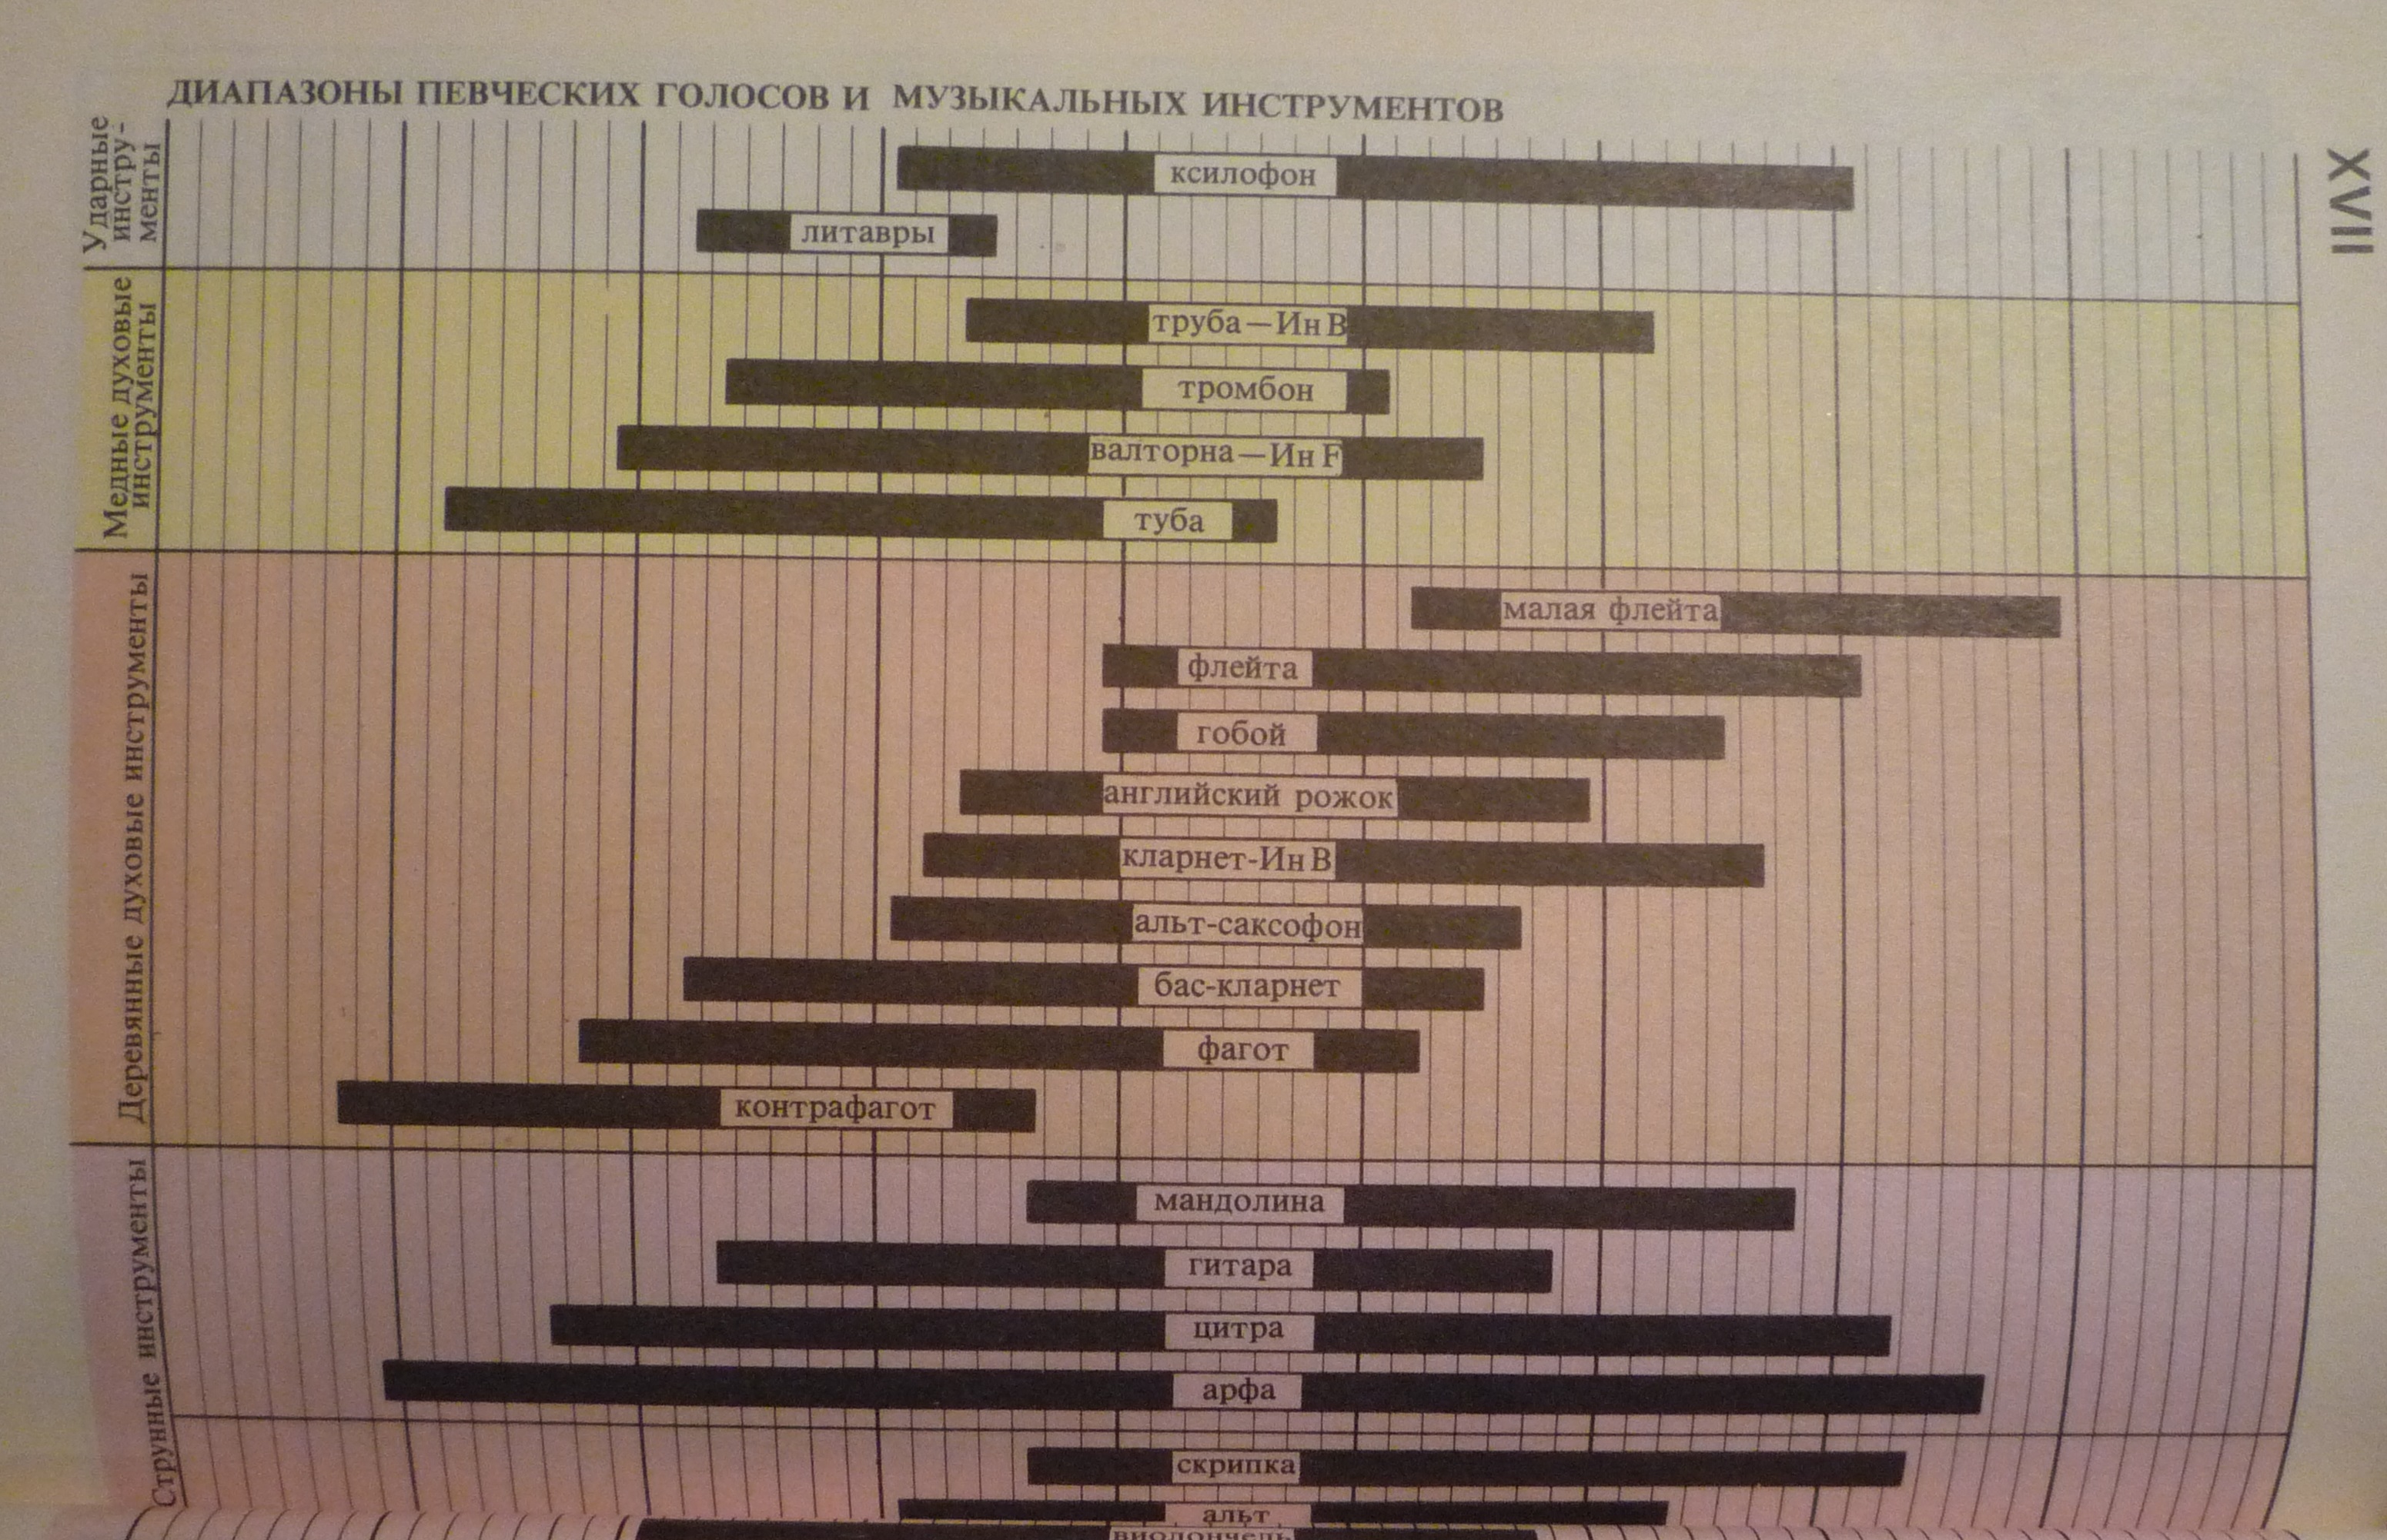 ДИАПАЗОНЫ ПЕВЧЕСКИХ ГОЛОСОВ И МУЗЫКАЛЬНЫХ ИНСТРУМЕНТОВ
XVII
Ударные
инстру-
менты
ксилофон
литавры
Медные духовые
инструменты
труба—Ин В
тромбон
валторна—Ин F
туба
Деревянные духовые инструменты
малая флейта
флейта
гобой
английский рожок
кларнет-Ин В
альт-саксофон
бас-кларнет
фагот
контрафагот
Струнные инструменты
мандолина
гитара
цитра
арфа
скрипка
альт
виолончель